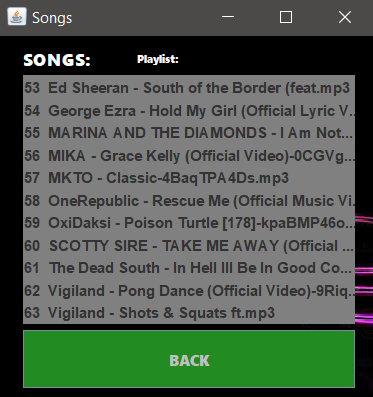 Songs
SONGS: Playlist:
53 Ed Sheeran - South of the Border (feat.mp3
54 George Ezra - Hold My Girl (Official Lyric V...
55 MARINA AND THE DIAMONDS - I Am Not...
56 MIKA - Grace Kelly (Official Video)-0CGVg...
57 MKTO - Classic-4BaqTPA4Ds.mp3
58 OneRepublic - Rescue Me (Official Music Vi...
59 OxiDaksi - Poison Turtle [178]-kpaBMP46o...
60 SCOTTY SIRE - TAKE ME AWAY (Official ...
61 The Dead South - In Hell Ill Be In Good Co...
62 Vigiland - Pong Dance (Official Video)-9Riq...
63 Vigiland - Shots & Squats ft.mp3
BACK